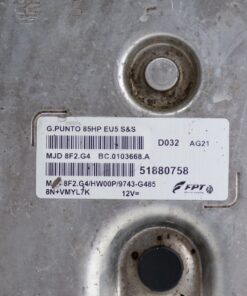 G.PUNTO 85HP EU5 S&S
D032 AG21
MJD 8F2.G4 BC.0103668.A
51880758
MJD 8F2.G4/HW00P/9743-G485
8N+VMYL7K 12V=
FPT